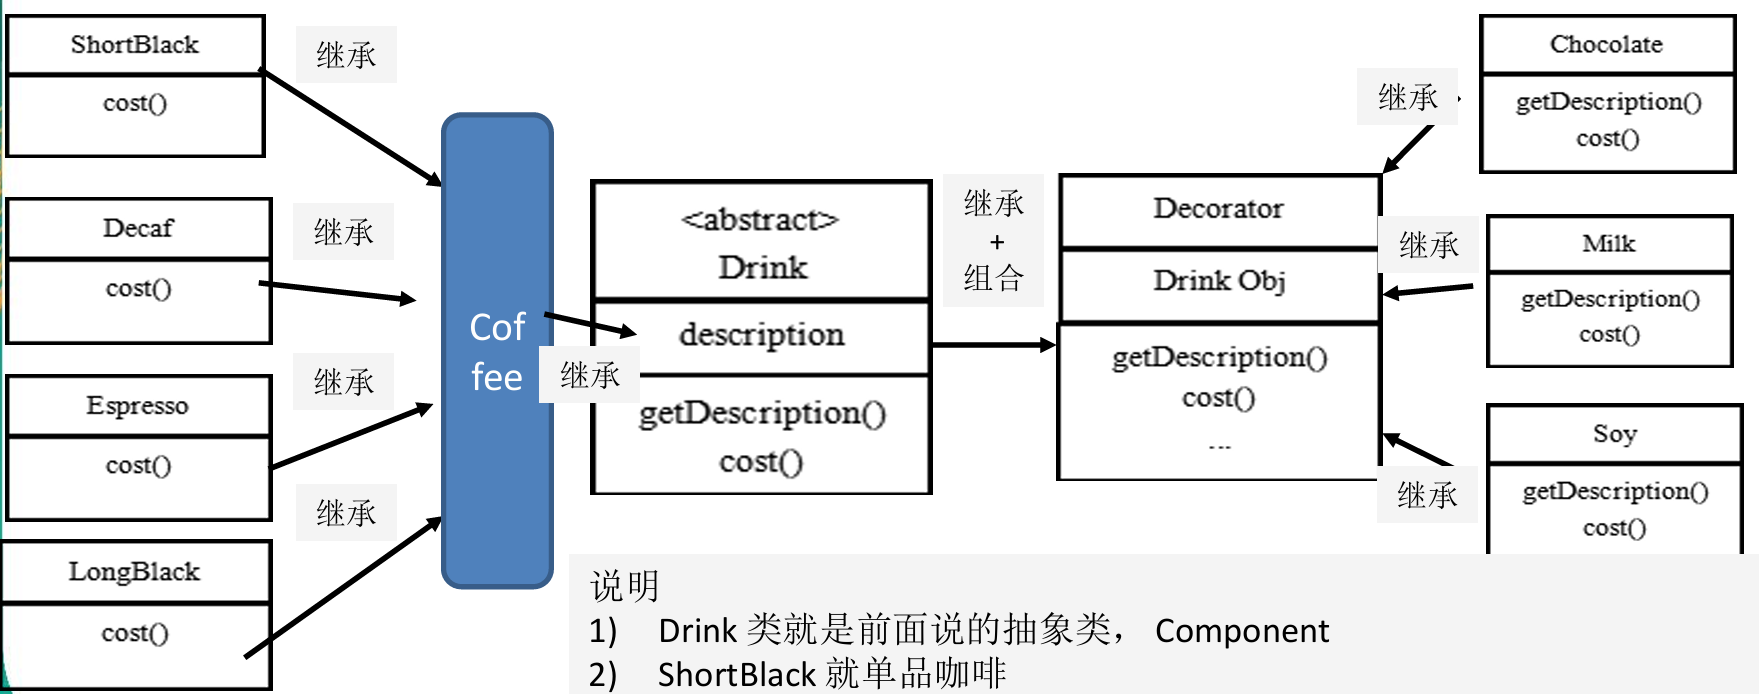 ShortBlack
cost()
继承
Decaf
cost()
继承
Espresso
cost()
继承
LongBlack
cost()
继承
Cof
fee
继承
<abstract>
Drink
description
getDescription()
cost()
继承
+
组合
Decorator
Drink Obj
getDescription()
cost()
...
继承
Chocolate
getDescription()
cost()
继承
Milk
getDescription()
cost()
继承
Soy
getDescription()
cost()
说明
1) Drink 类就是前面说的抽象类， Component
2) ShortBlack 就单品咖啡